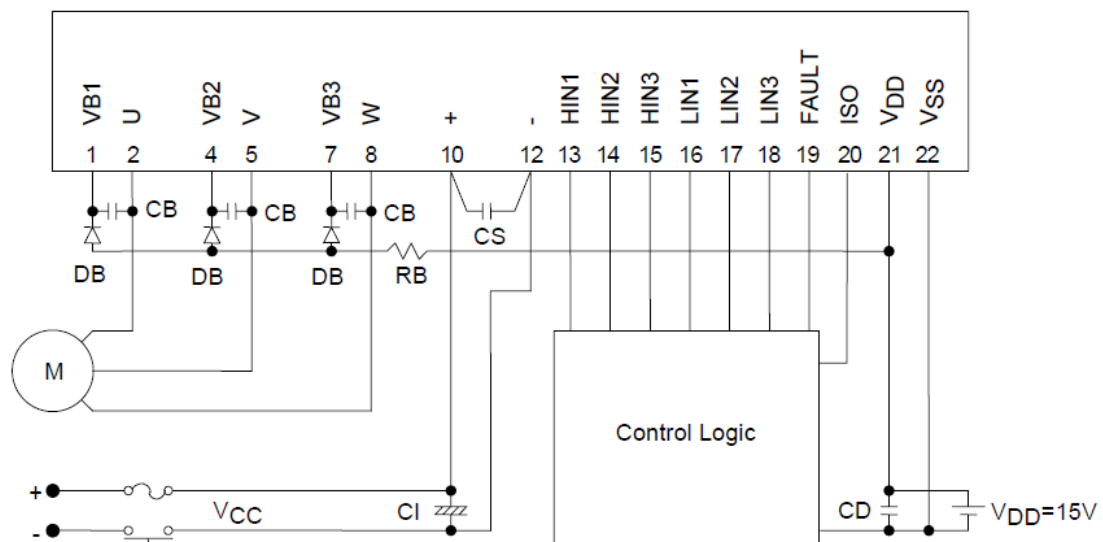 VB1 U VB2 V VB3 W + - HIN1 HIN2 HIN3 LIN1 LIN2 LIN3 FAULT ISO VDD VSS
1 2 4 5 7 8 10 12 13 14 15 16 17 18 19 20 21 22
CB CB CB CS
DB DB DB RB
M
Control Logic
+ VCC CI CD VDD=15V
-